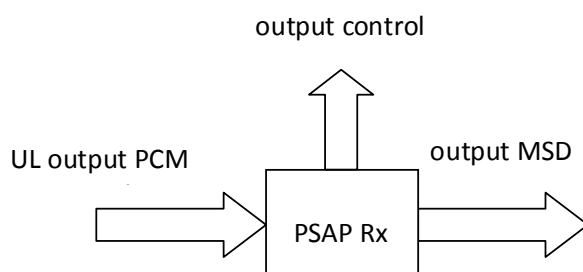 output control
UL output PCM
output MSD
PSAP Rx